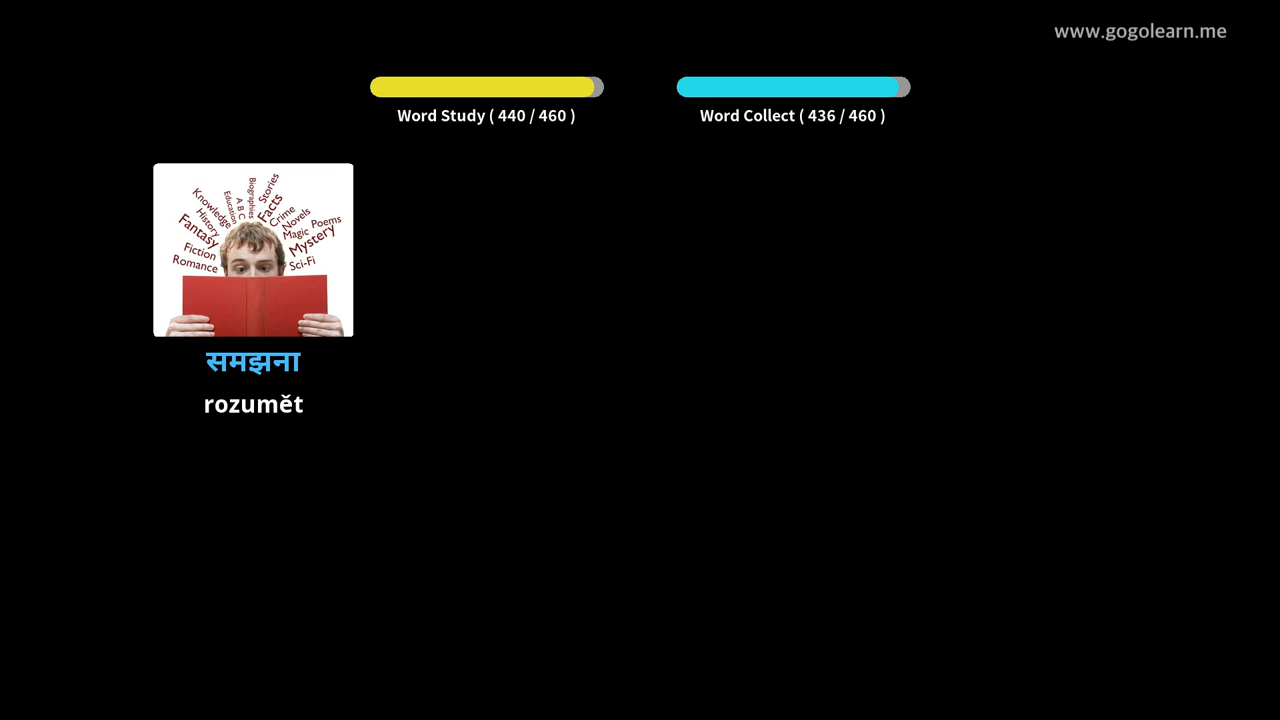 www.gogolearn.me
Word Study ( 440 / 460 )
Word Collect ( 436 / 460 )
Knowledge
History
Fantasy
Fiction
Romance
Education
A B C
Biographies
Stories
Facts
Crime
Novels
Magic
Poems
Mystery
Sci-Fi
समझना
rozumět